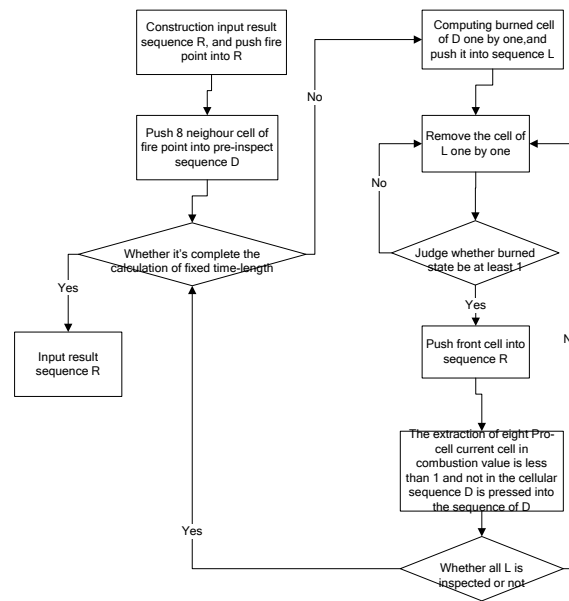 Construction input result
sequence R, and push fire
point into R
Push 8 neighour cell of
fire point into pre-inspect
sequence D
Whether it's complete the
calculation of fixed time-length
Yes
Input result
sequence R
No
Computing burned cell
of D one by one,and
push it into sequence L
Remove the cell of
L one by one
No
Judge whether burned
state be at least 1
Yes
Push front cell into
sequence R
N
The extraction of eight Pro-
cell current cell in
combustion value is less
than 1 and not in the cellular
sequence D is pressed into
the sequence of D
Yes
Whether all L is
inspected or not